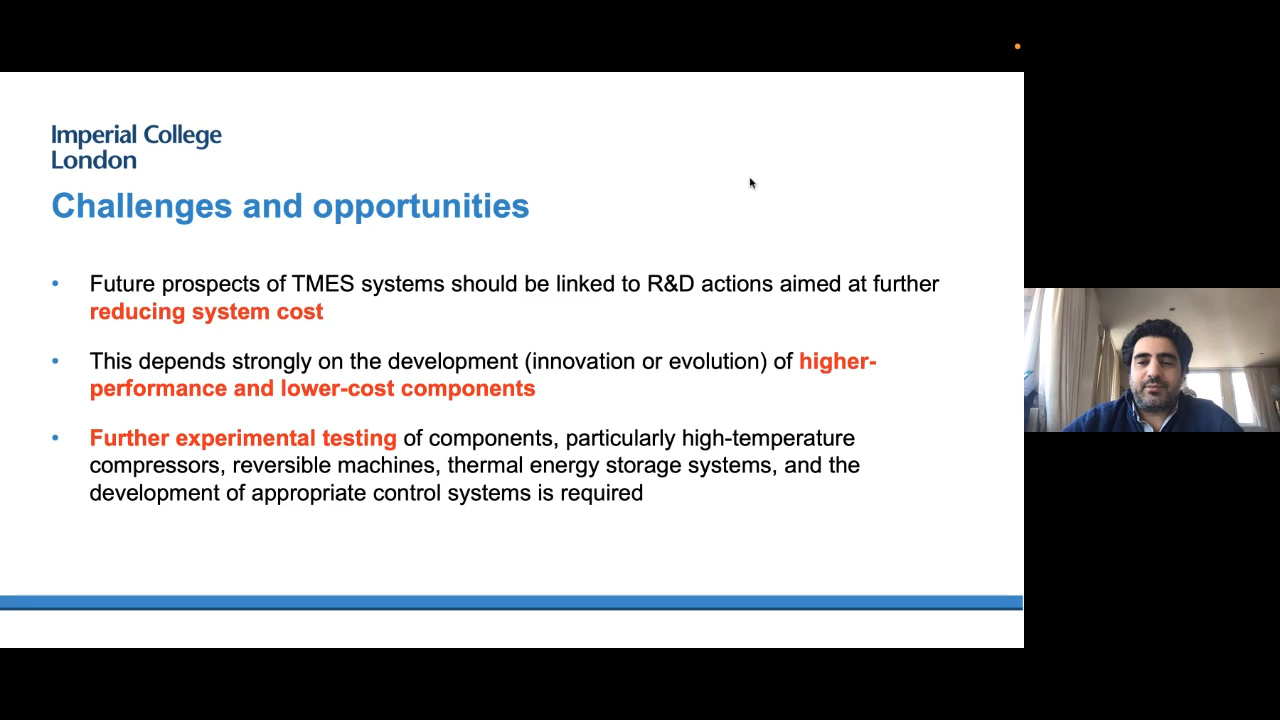 Imperial College
London
Challenges and opportunities
• Future prospects of TMES systems should be linked to R&D actions aimed at further
reducing system cost
• This depends strongly on the development (innovation or evolution) of higher-
performance and lower-cost components
• Further experimental testing of components, particularly high-temperature
compressors, reversible machines, thermal energy storage systems, and the
development of appropriate control systems is required